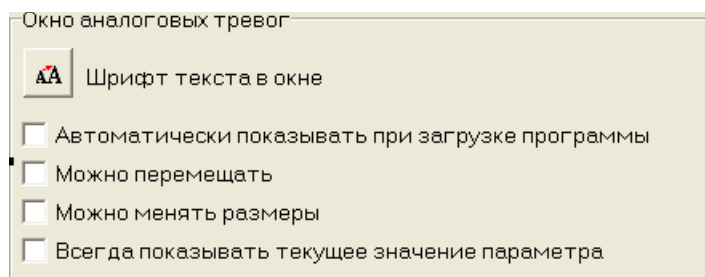 Окно аналоговых тревог
АА Шрифт текста в окне
Автоматически показывать при загрузке программы
Можно перемещать
Можно менять размеры
Всегда показывать текущее значение параметра